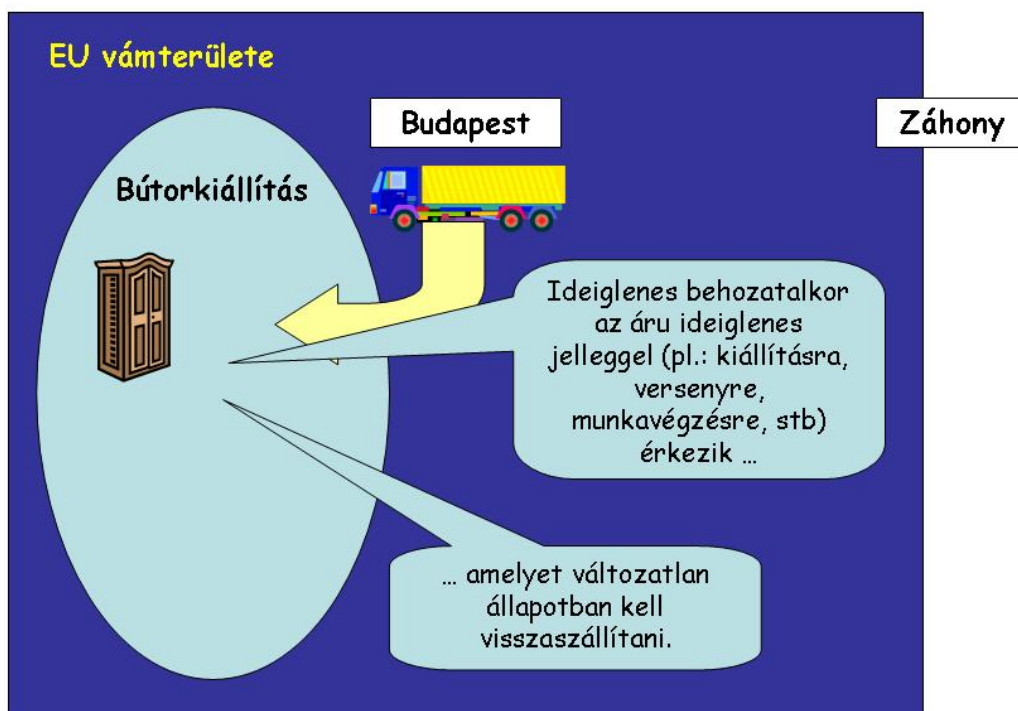 EU vámterülete
Budapest
Záhony
Bútorkiállítás
Ideiglenes behozatalkor
az áru ideiglenes
jelleggel (pl.: kiállításra,
versenyre,
munkavégzésre, stb)
érkezik …
… amelyet változatlan
állapotban kell
visszaszállítani.